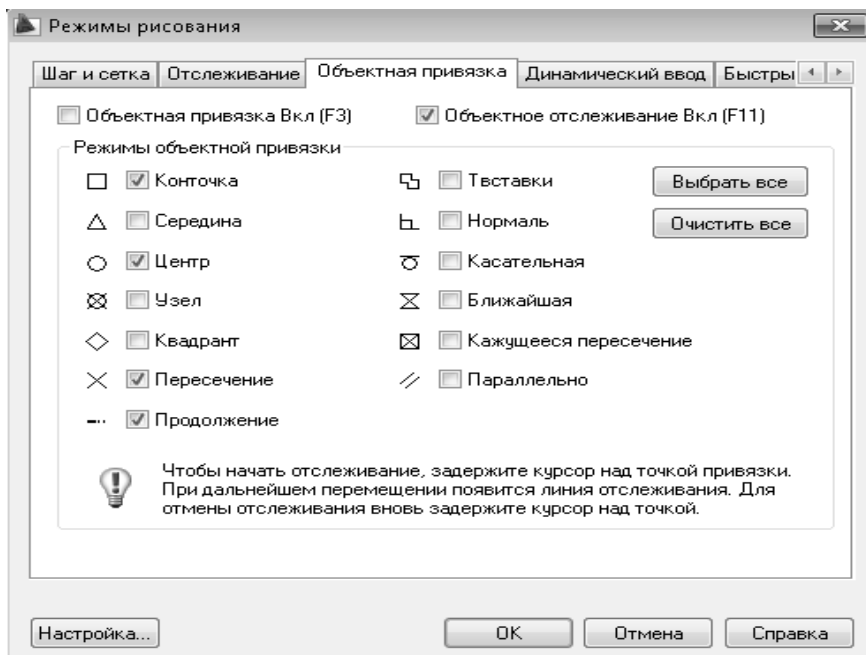 Режимы рисования
Шаг и сетка Отслеживание Объектная привязка Динамический ввод Быстры
Объектная привязка Вкл (F3) Объектное отслеживание Вкл (F11)
Режимы объектной привязки
Конточка Твставки Выбрать все
Середина Нормаль Очистить все
Центр Касательная
Узел Ближайшая
Квадрант Кажущееся пересечение
Пересечение Параллельно
Продолжение
Чтобы начать отслеживание, задержите курсор над точкой привязки.
При дальнейшем перемещении появится линия отслеживания. Для
отмены отслеживания вновь задержите курсор над точкой.
Настройка... OK Отмена Справка